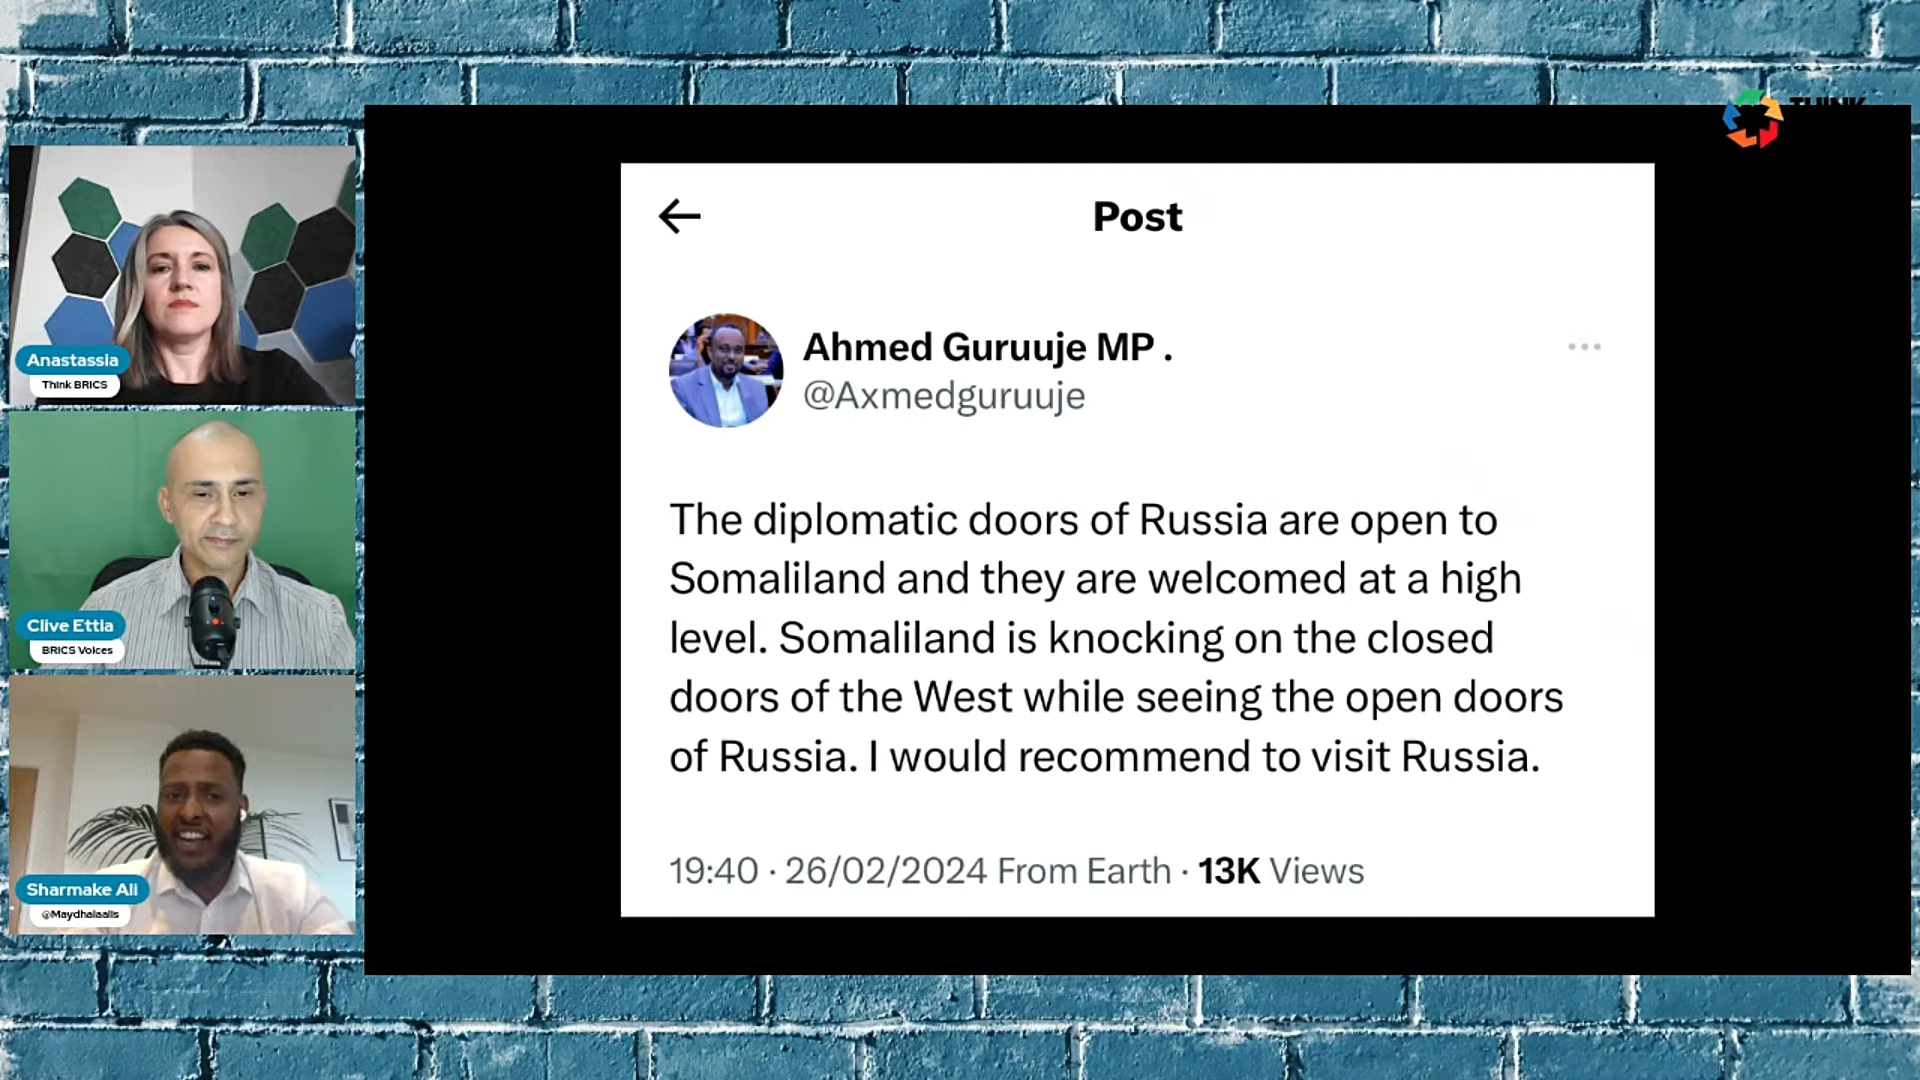 THINK
Anastassia
Think BRICS
Clive Ettia
BRICS Voices
Sharmake Ali
@Maydhalaalis
Post
Ahmed Guruuje MP .
@Axmedguruuje
The diplomatic doors of Russia are open to
Somaliland and they are welcomed at a high
level. Somaliland is knocking on the closed
doors of the West while seeing the open doors
of Russia. I would recommend to visit Russia.
19:40 · 26/02/2024 From Earth · 13K Views